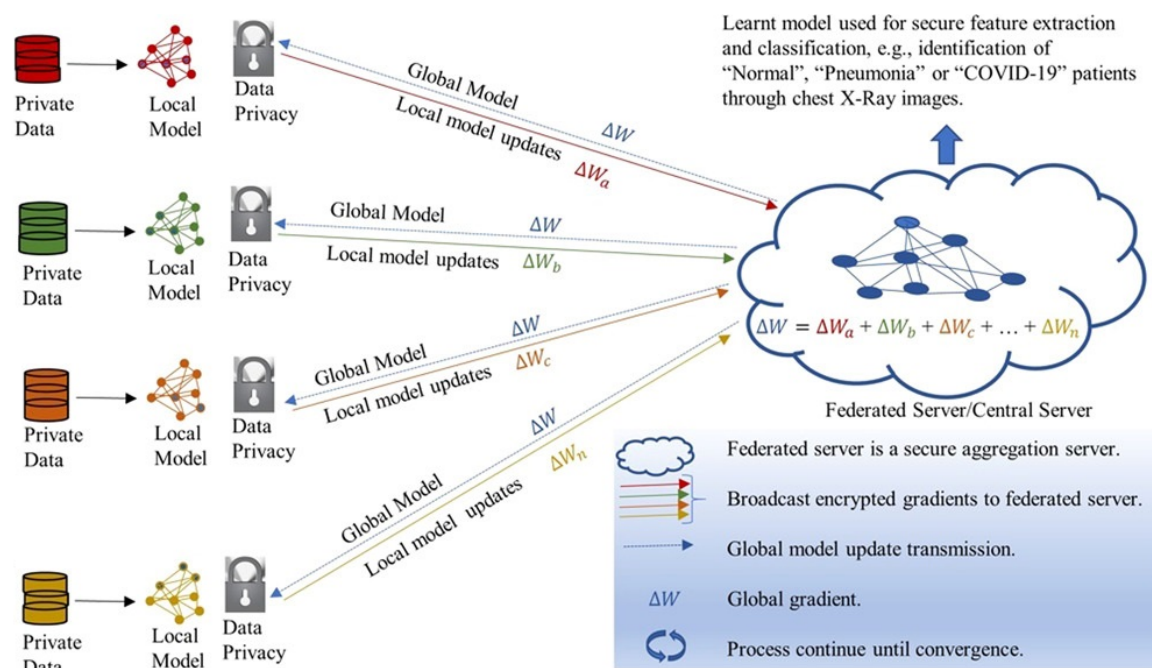 Learnt model used for secure feature extraction
and classification, e.g., identification of
“Normal”, “Pneumonia” or “COVID-19” patients
through chest X-Ray images.
Private
Data
Local
Model
Data
Privacy
Global Model
ΔW
Local model updates
ΔWₐ
Private
Data
Local
Model
Data
Privacy
Global Model
ΔW
Local model updates
ΔW_b
Private
Data
Local
Model
Data
Privacy
Global Model
ΔW
Local model updates
ΔW_c
Private
Data
Local
Model
Data
Privacy
Global Model
ΔW
Local model updates
ΔWₙ
ΔW = ΔWₐ + ΔW_b + ΔW_c + … + ΔWₙ
Federated Server/Central Server
Federated server is a secure aggregation server.
Broadcast encrypted gradients to federated server.
Global model update transmission.
ΔW
Global gradient.
Process continue until convergence.